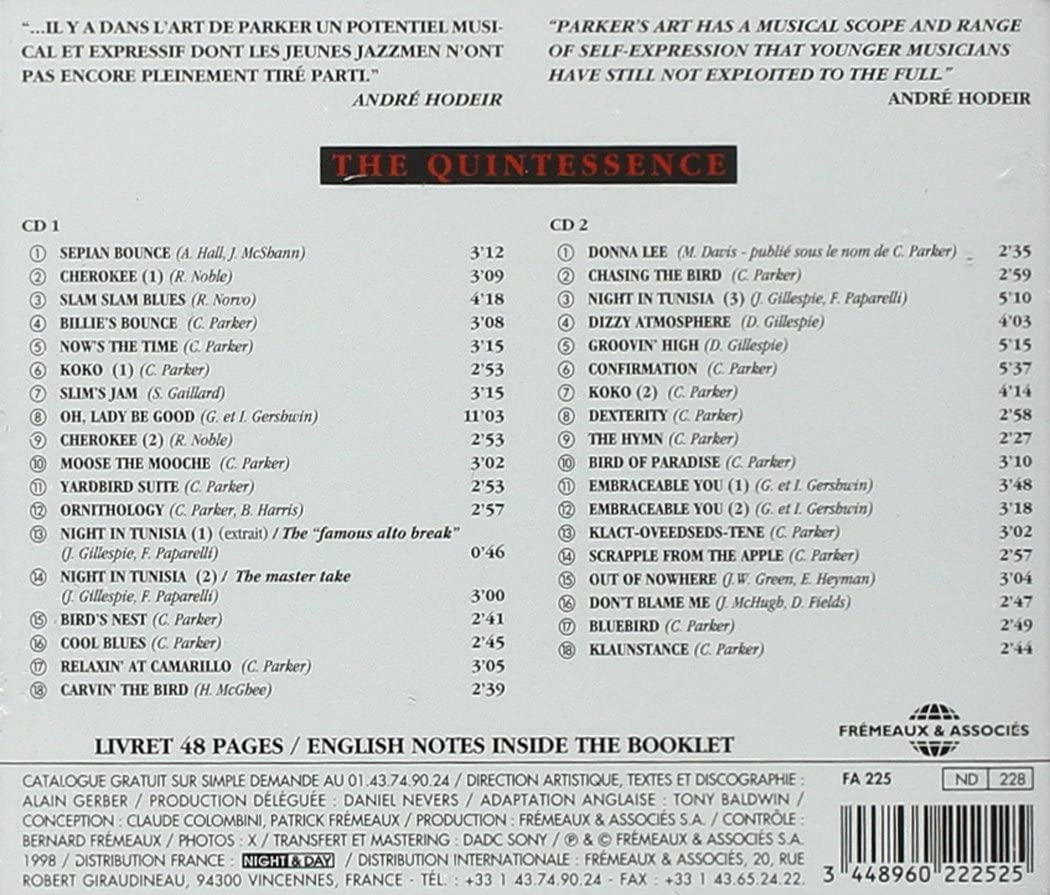 “...IL Y A DANS L’ART DE PARKER UN POTENTIEL MUSI-
CAL ET EXPRESSIF DONT LES JEUNES JAZZMEN N’ONT
PAS ENCORE PLEINEMENT TIRÉ PARTI.”
ANDRÉ HODEIR
“PARKER’S ART HAS A MUSICAL SCOPE AND RANGE
OF SELF-EXPRESSION THAT YOUNGER MUSICIANS
HAVE STILL NOT EXPLOITED TO THE FULL”
ANDRÉ HODEIR
THE QUINTESSENCE
CD 1
① SEPIAN BOUNCE (A. Hall, J. McShann) 3’12
② CHEROKEE (1) (R. Noble) 3’09
③ SLAM SLAM BLUES (R. Norvo) 4’18
④ BILLIE’S BOUNCE (C. Parker) 3’08
⑤ NOW’S THE TIME (C. Parker) 3’15
⑥ KOKO (1) (C. Parker) 2’53
⑦ SLIM’S JAM (S. Gaillard) 3’15
⑧ OH, LADY BE GOOD (G. et I. Gershwin) 11’03
⑨ CHEROKEE (2) (R. Noble) 2’53
⑩ MOOSE THE MOOCHE (C. Parker) 3’02
⑪ YARDBIRD SUITE (C. Parker) 2’53
⑫ ORNITHOLOGY (C. Parker, B. Harris) 2’57
⑬ NIGHT IN TUNISIA (1) (extrait) / The “famous alto break”
(J. Gillespie, F. Paparelli) 0’46
⑭ NIGHT IN TUNISIA (2) / The master take
(J. Gillespie, F. Paparelli) 3’00
⑮ BIRD’S NEST (C. Parker) 2’41
⑯ COOL BLUES (C. Parker) 2’45
⑰ RELAXIN’ AT CAMARILLO (C. Parker) 3’05
⑱ CARVIN’ THE BIRD (H. McGhee) 2’39
CD 2
① DONNA LEE (M. Davis - publié sous le nom de C. Parker) 2’35
② CHASING THE BIRD (C. Parker) 2’59
③ NIGHT IN TUNISIA (3) (J. Gillespie, F. Paparelli) 5’10
④ DIZZY ATMOSPHERE (D. Gillespie) 4’03
⑤ GROOVIN’ HIGH (D. Gillespie) 5’15
⑥ CONFIRMATION (C. Parker) 5’37
⑦ KOKO (2) (C. Parker) 4’14
⑧ DEXTERITY (C. Parker) 2’58
⑨ THE HYMN (C. Parker) 2’27
⑩ BIRD OF PARADISE (C. Parker) 3’10
⑪ EMBRACEABLE YOU (1) (G. et I. Gershwin) 3’48
⑫ EMBRACEABLE YOU (2) (G. et I. Gershwin) 3’18
⑬ KLACT-OVEEDSEDS-TENE (C. Parker) 3’02
⑭ SCRAPPLE FROM THE APPLE (C. Parker) 2’57
⑮ OUT OF NOWHERE (J.W. Green, E. Heyman) 3’04
⑯ DON’T BLAME ME (J. McHugh, D. Fields) 2’47
⑰ BLUEBIRD (C. Parker) 2’49
⑱ KLAUNSTANCE (C. Parker) 2’44
LIVRET 48 PAGES / ENGLISH NOTES INSIDE THE BOOKLET
FRÉMEAUX & ASSOCIÉS
CATALOGUE GRATUIT SUR SIMPLE DEMANDE AU 01.43.74.90.24 / DIRECTION ARTISTIQUE, TEXTES ET DISCOGRAPHIE :
ALAIN GERBER / PRODUCTION DÉLÉGUÉE : DANIEL NEVERS / ADAPTATION ANGLAISE : TONY BALDWIN /
CONCEPTION : CLAUDE COLOMBINI, PATRICK FRÉMEAUX / PRODUCTION : FRÉMEAUX & ASSOCIÉS S.A. / CONTRÔLE :
BERNARD FRÉMEAUX / PHOTOS : X / TRANSFERT ET MASTERING : DADC SONY / ℗ & © FRÉMEAUX & ASSOCIÉS S.A.
1998 / DISTRIBUTION FRANCE : NIGHT & DAY / DISTRIBUTION INTERNATIONALE : FRÉMEAUX & ASSOCIÉS, 20, RUE
ROBERT GIRAUDINEAU, 94300 VINCENNES, FRANCE - TÉL. : +33 1 43.74.90.24 - FAX : +33 1 43.65.24.22.
FA 225
ND 228
3 448960 222525